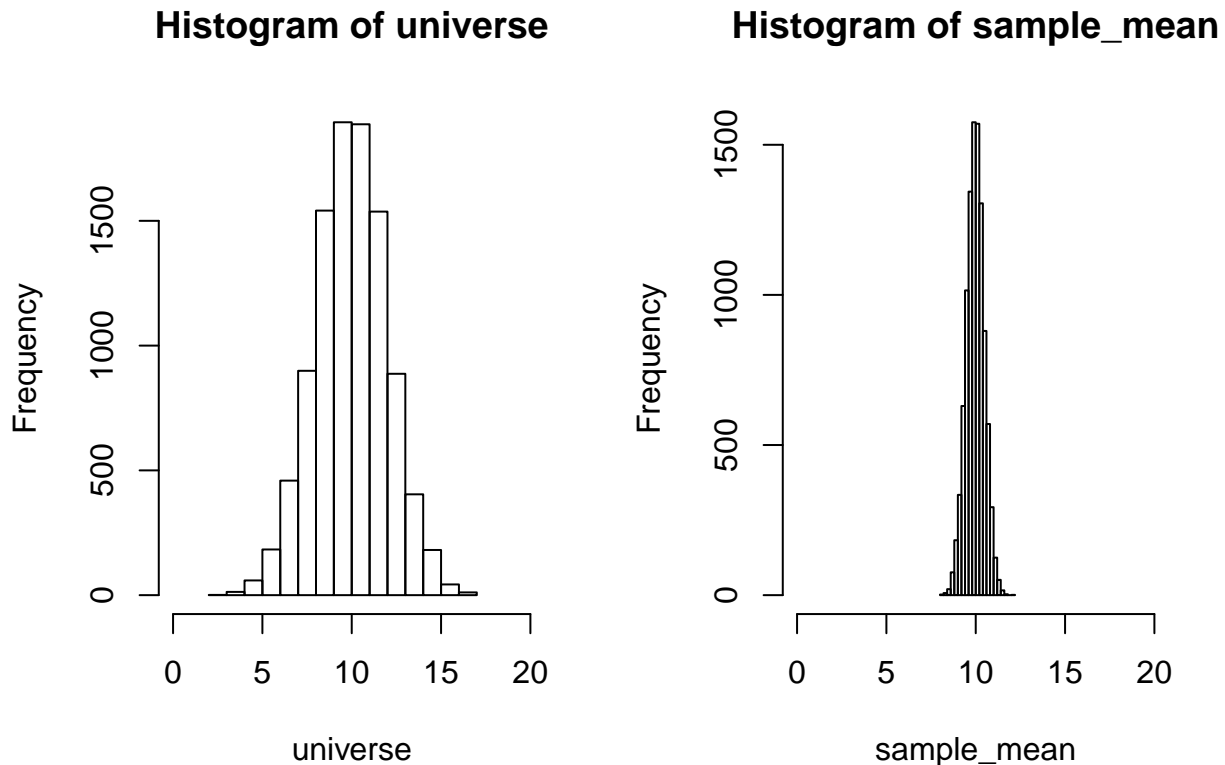 Histogram of universe
Frequency
1500
1000
500
0
0 5 10 15 20
universe
Histogram of sample_mean
Frequency
1500
1000
500
0
0 5 10 15 20
sample_mean